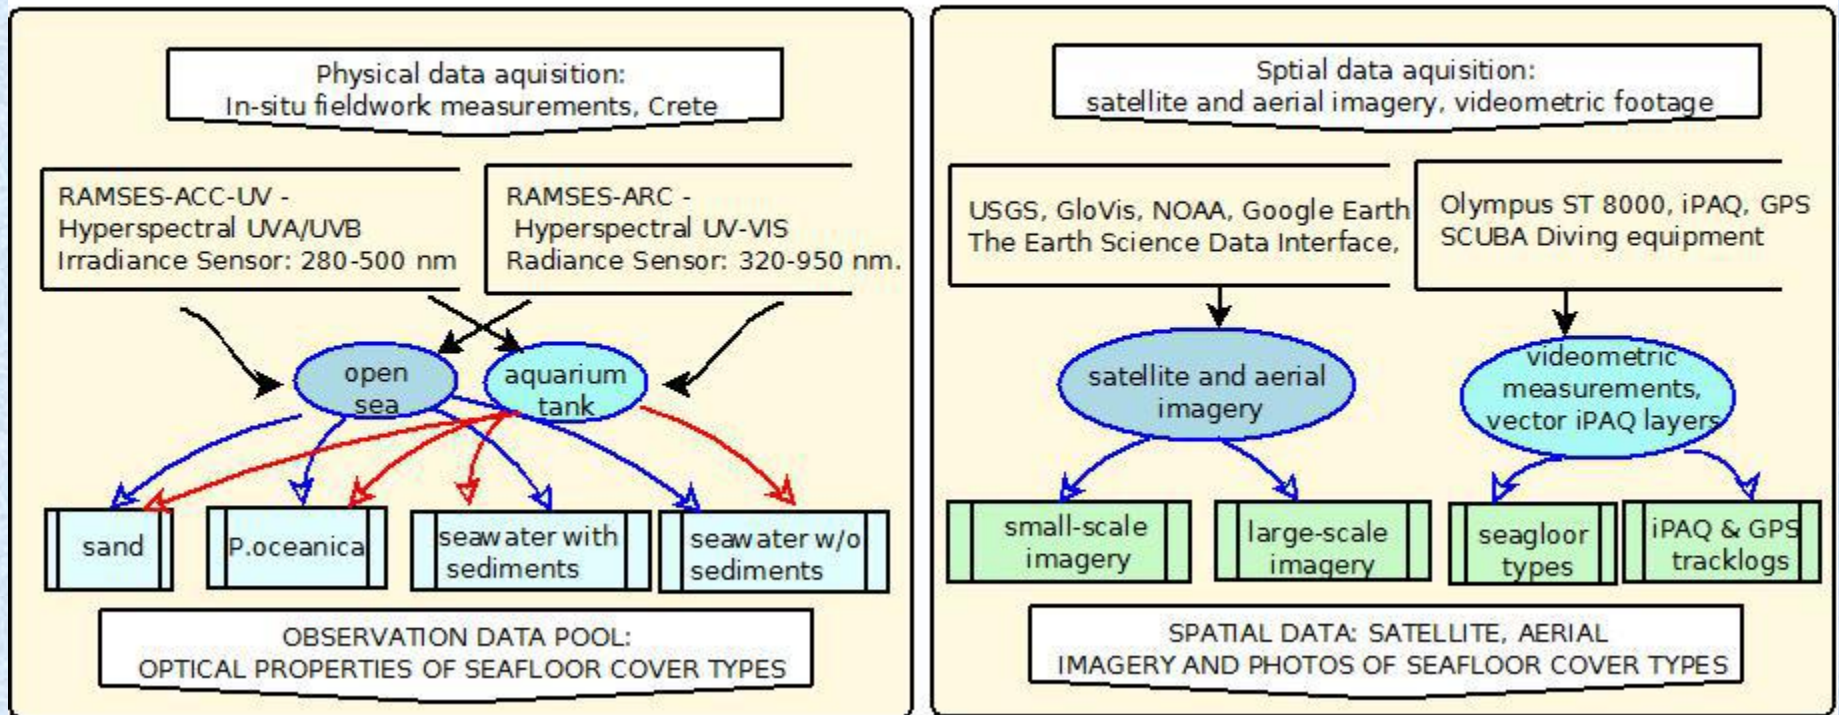 Physical data aquisition:
In-situ fieldwork measurements, Crete
RAMSES-ACC-UV -
Hyperspectral UVA/UVB
Irradiance Sensor: 280-500 nm
RAMSES-ARC -
Hyperspectral UV-VIS
Radiance Sensor: 320-950 nm.
open
sea
aquarium
tank
sand
P.oceanica
seawater with
sediments
seawater w/o
sediments
OBSERVATION DATA POOL:
OPTICAL PROPERTIES OF SEAFLOOR COVER TYPES
Sptial data aquisition:
satellite and aerial imagery, videometric footage
USGS, GloVis, NOAA, Google Earth
The Earth Science Data Interface,
Olympus ST 8000, iPAQ, GPS
SCUBA Diving equipment
satellite and aerial
imagery
videometric
measurements,
vector iPAQ layers
small-scale
imagery
large-scale
imagery
seagloor
types
iPAQ & GPS
tracklogs
SPATIAL DATA: SATELLITE, AERIAL
IMAGERY AND PHOTOS OF SEAFLOOR COVER TYPES